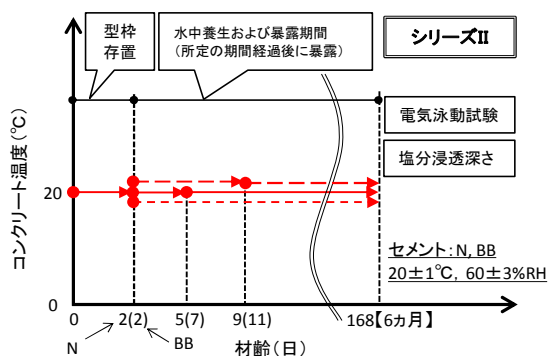 型枠
存置
水中養生および暴露期間
(所定の期間経過後に暴露)
シリーズII
電気泳動試験
塩分浸透深さ
コンクリート温度(℃)
20
0
セメント:N, BB
20±1℃, 60±3%RH
0
2(2)
5(7)
9(11)
168【6ヵ月】
N
BB
材齢(日)